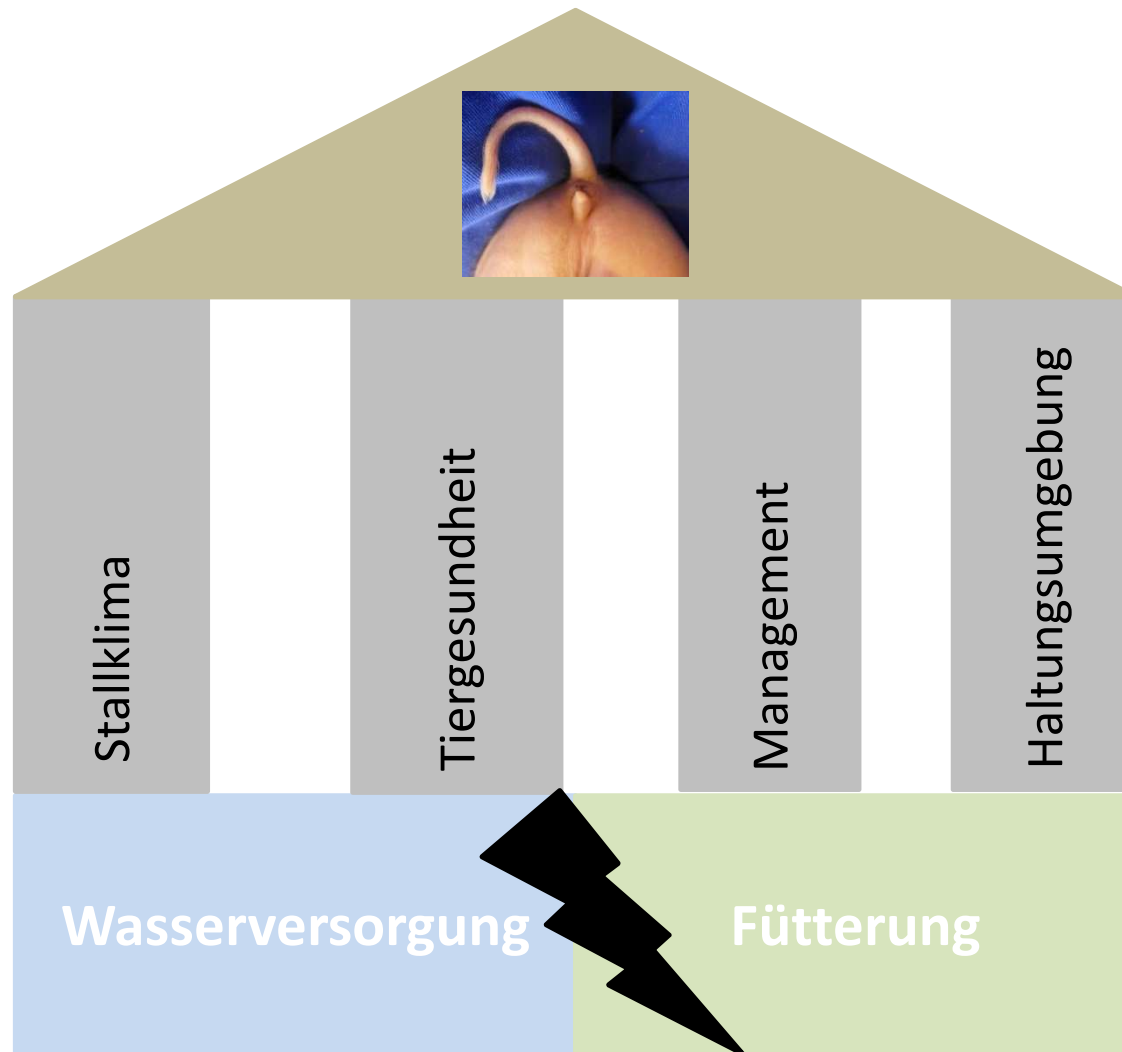 Stallklima
Tiergesundheit
Management
Haltungsumgebung
Wasserversorgung
Fütterung